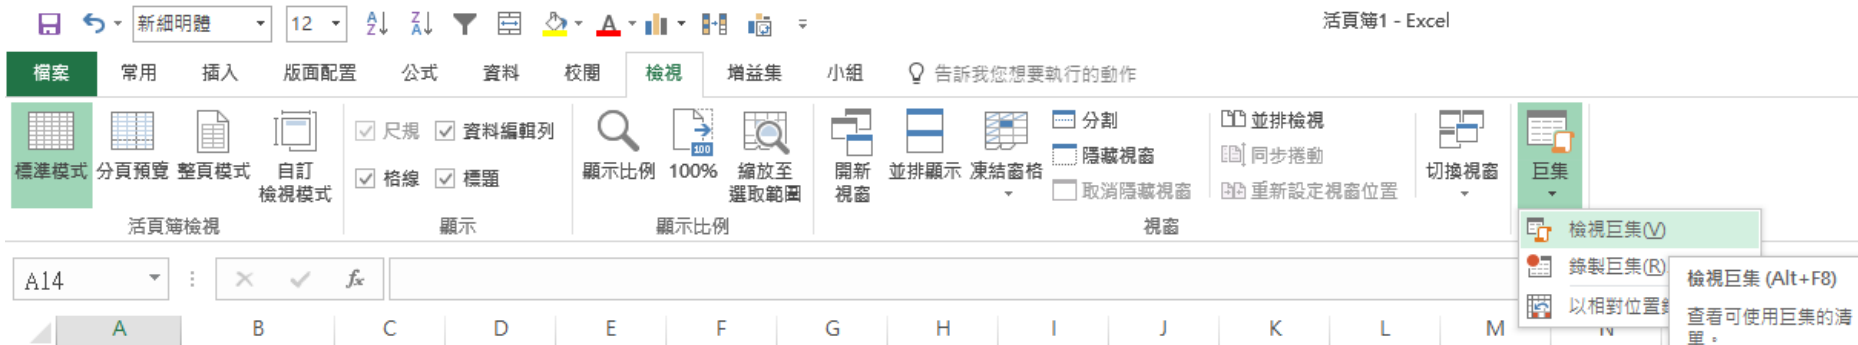 新細明體 12 活頁簿1 - Excel
檔案 常用 插入 版面配置 公式 資料 校閱 檢視 增益集 小組 告訴我您想要執行的動作
標準模式 分頁預覽 整頁模式 自訂檢視模式
尺規 資料編輯列
格線 標題
顯示比例 100% 縮放至選取範圍
開新視窗 並排顯示 凍結窗格
分割
隱藏視窗
取消隱藏視窗
並排檢視
同步捲動
重新設定視窗位置
切換視窗 巨集
活頁簿檢視 顯示 顯示比例 視窗
檢視巨集(V)
錄製巨集(R)
以相對位置
檢視巨集 (Alt+F8)
查看可使用巨集的清
單。
A14 fx
A B C D E F G H I J K L M N